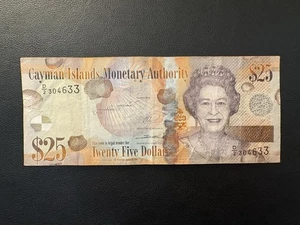 Cayman Islands Monetary Authority
$25
D/2 304633
$25
Twenty Five Dollars
D/2 304633